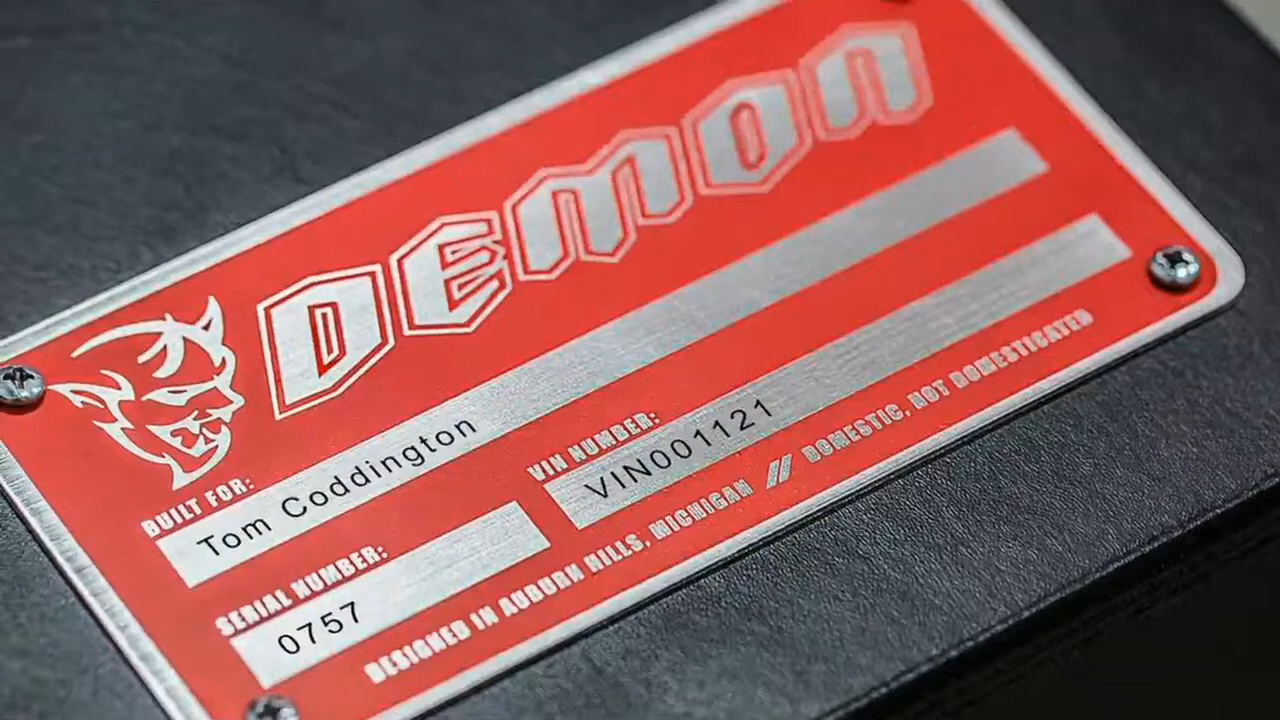 DEMON
BUILT FOR:
Tom Coddington
SERIAL NUMBER:
0757
VIN NUMBER:
VIN001121
DESIGNED IN AUBURN HILLS, MICHIGAN // DOMESTIC, NOT DOMESTICATED